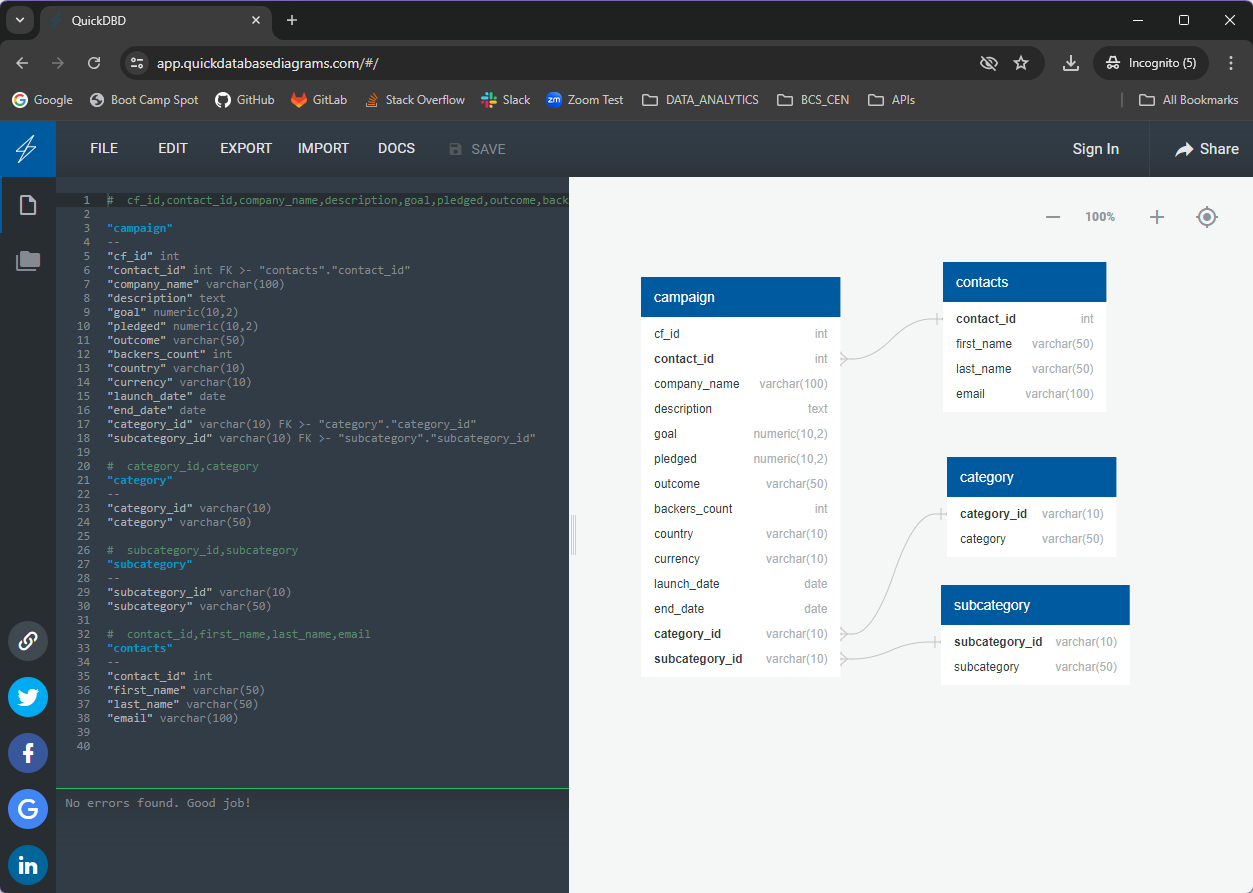 QuickDBD
app.quickdatabasediagrams.com/#/
Incognito (5)
Google Boot Camp Spot GitHub GitLab Stack Overflow Slack zm Zoom Test DATA_ANALYTICS BCS_CEN APIs All Bookmarks
FILE EDIT EXPORT IMPORT DOCS SAVE Sign In Share
1 # cf_id,contact_id,company_name,description,goal,pledged,outcome,back
2
3 "campaign"
4 --
5 "cf_id" int
6 "contact_id" int FK >- "contacts"."contact_id"
7 "company_name" varchar(100)
8 "description" text
9 "goal" numeric(10,2)
10 "pledged" numeric(10,2)
11 "outcome" varchar(50)
12 "backers_count" int
13 "country" varchar(10)
14 "currency" varchar(10)
15 "launch_date" date
16 "end_date" date
17 "category_id" varchar(10) FK >- "category"."category_id"
18 "subcategory_id" varchar(10) FK >- "subcategory"."subcategory_id"
19
20 # category_id,category
21 "category"
22 --
23 "category_id" varchar(10)
24 "category" varchar(50)
25
26 # subcategory_id,subcategory
27 "subcategory"
28 --
29 "subcategory_id" varchar(10)
30 "subcategory" varchar(50)
31
32 # contact_id,first_name,last_name,email
33 "contacts"
34 --
35 "contact_id" int
36 "first_name" varchar(50)
37 "last_name" varchar(50)
38 "email" varchar(100)
39
40
No errors found. Good job!
100%
campaign
cf_id int
contact_id int
company_name varchar(100)
description text
goal numeric(10,2)
pledged numeric(10,2)
outcome varchar(50)
backers_count int
country varchar(10)
currency varchar(10)
launch_date date
end_date date
category_id varchar(10)
subcategory_id varchar(10)
contacts
contact_id int
first_name varchar(50)
last_name varchar(50)
email varchar(100)
category
category_id varchar(10)
category varchar(50)
subcategory
subcategory_id varchar(10)
subcategory varchar(50)